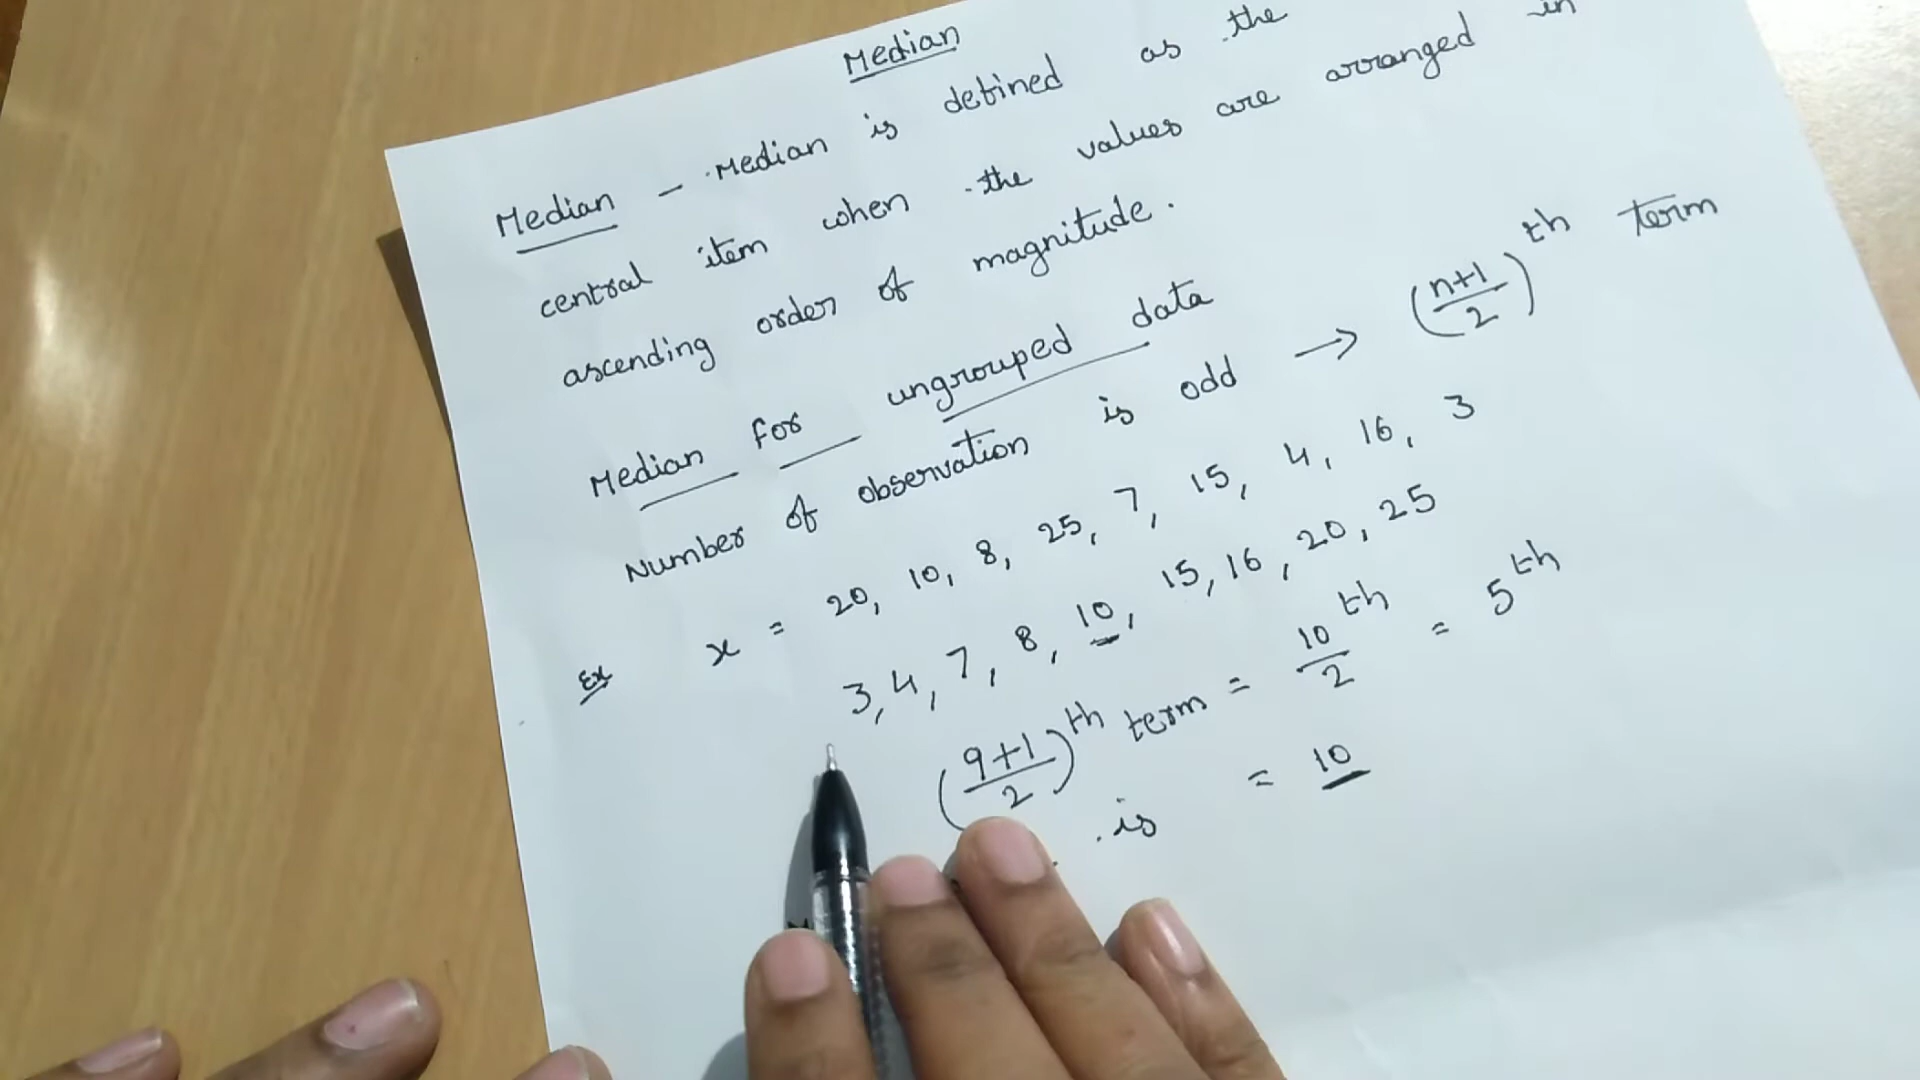 Median
Median – Median is defined as the
central item when the values are arranged in
ascending order of magnitude.
Median for ungrouped data
Number of observation is odd → (n+1/2)th term
Ex x = 20, 10, 8, 25, 7, 15, 4, 16, 3
3, 4, 7, 8, 10, 15, 16, 20, 25
(9+1/2)th term = 10/2 th = 5th
is = 10